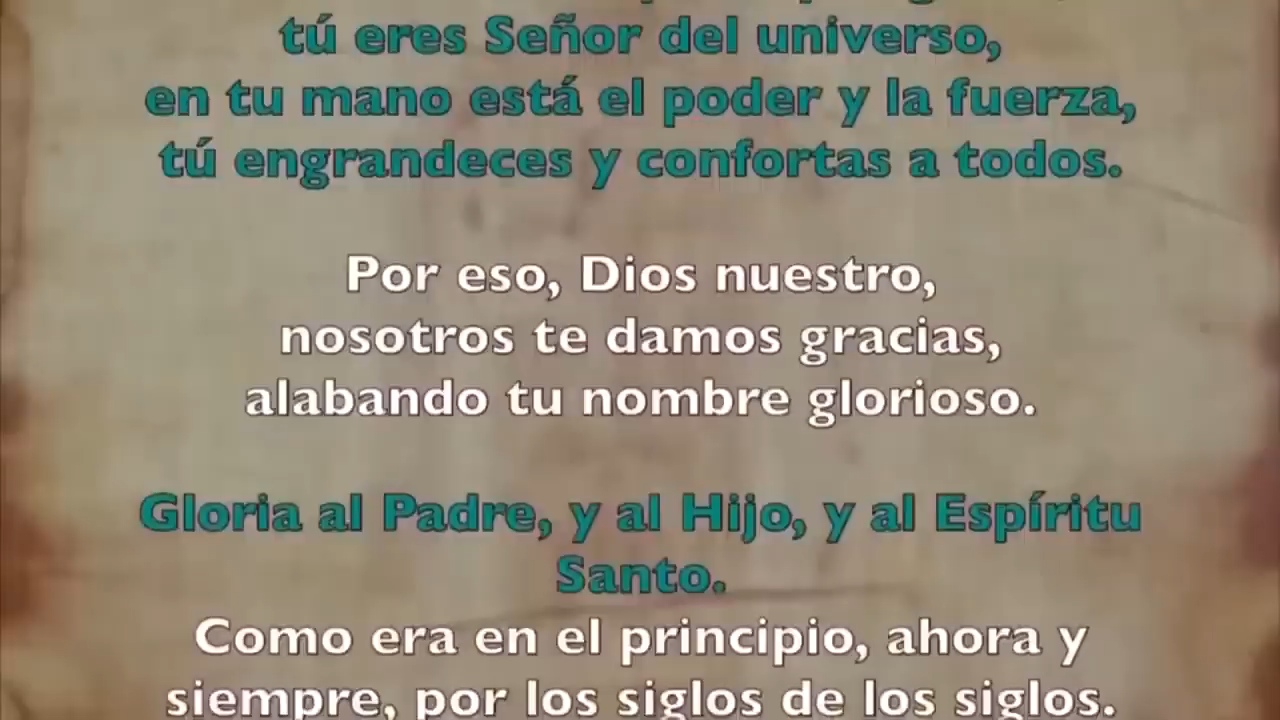 tú eres Señor del universo,
en tu mano está el poder y la fuerza,
tú engrandeces y confortas a todos.
Por eso, Dios nuestro,
nosotros te damos gracias,
alabando tu nombre glorioso.
Gloria al Padre, y al Hijo, y al Espíritu
Santo.
Como era en el principio, ahora y
siempre, por los siglos de los siglos.